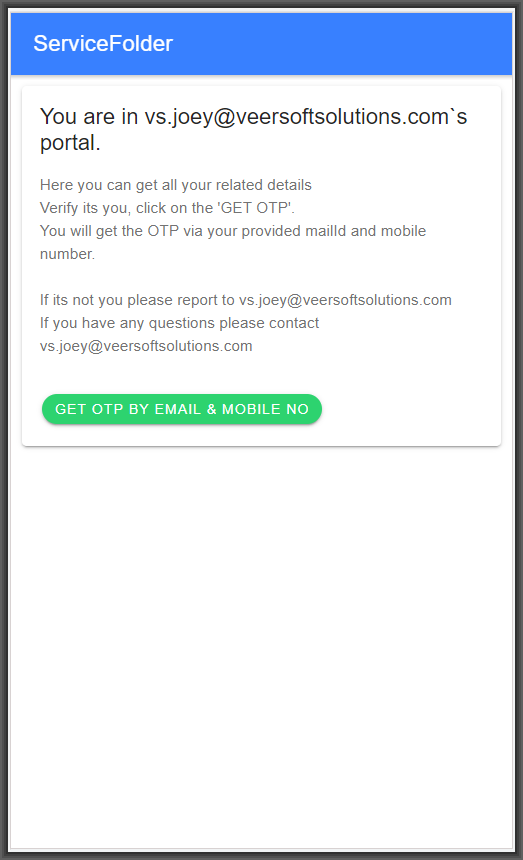 ServiceFolder
You are in vs.joey@veersoftsolutions.com`s
portal.
Here you can get all your related details
Verify its you, click on the 'GET OTP'.
You will get the OTP via your provided mailId and mobile
number.
If its not you please report to vs.joey@veersoftsolutions.com
If you have any questions please contact
vs.joey@veersoftsolutions.com
GET OTP BY EMAIL & MOBILE NO